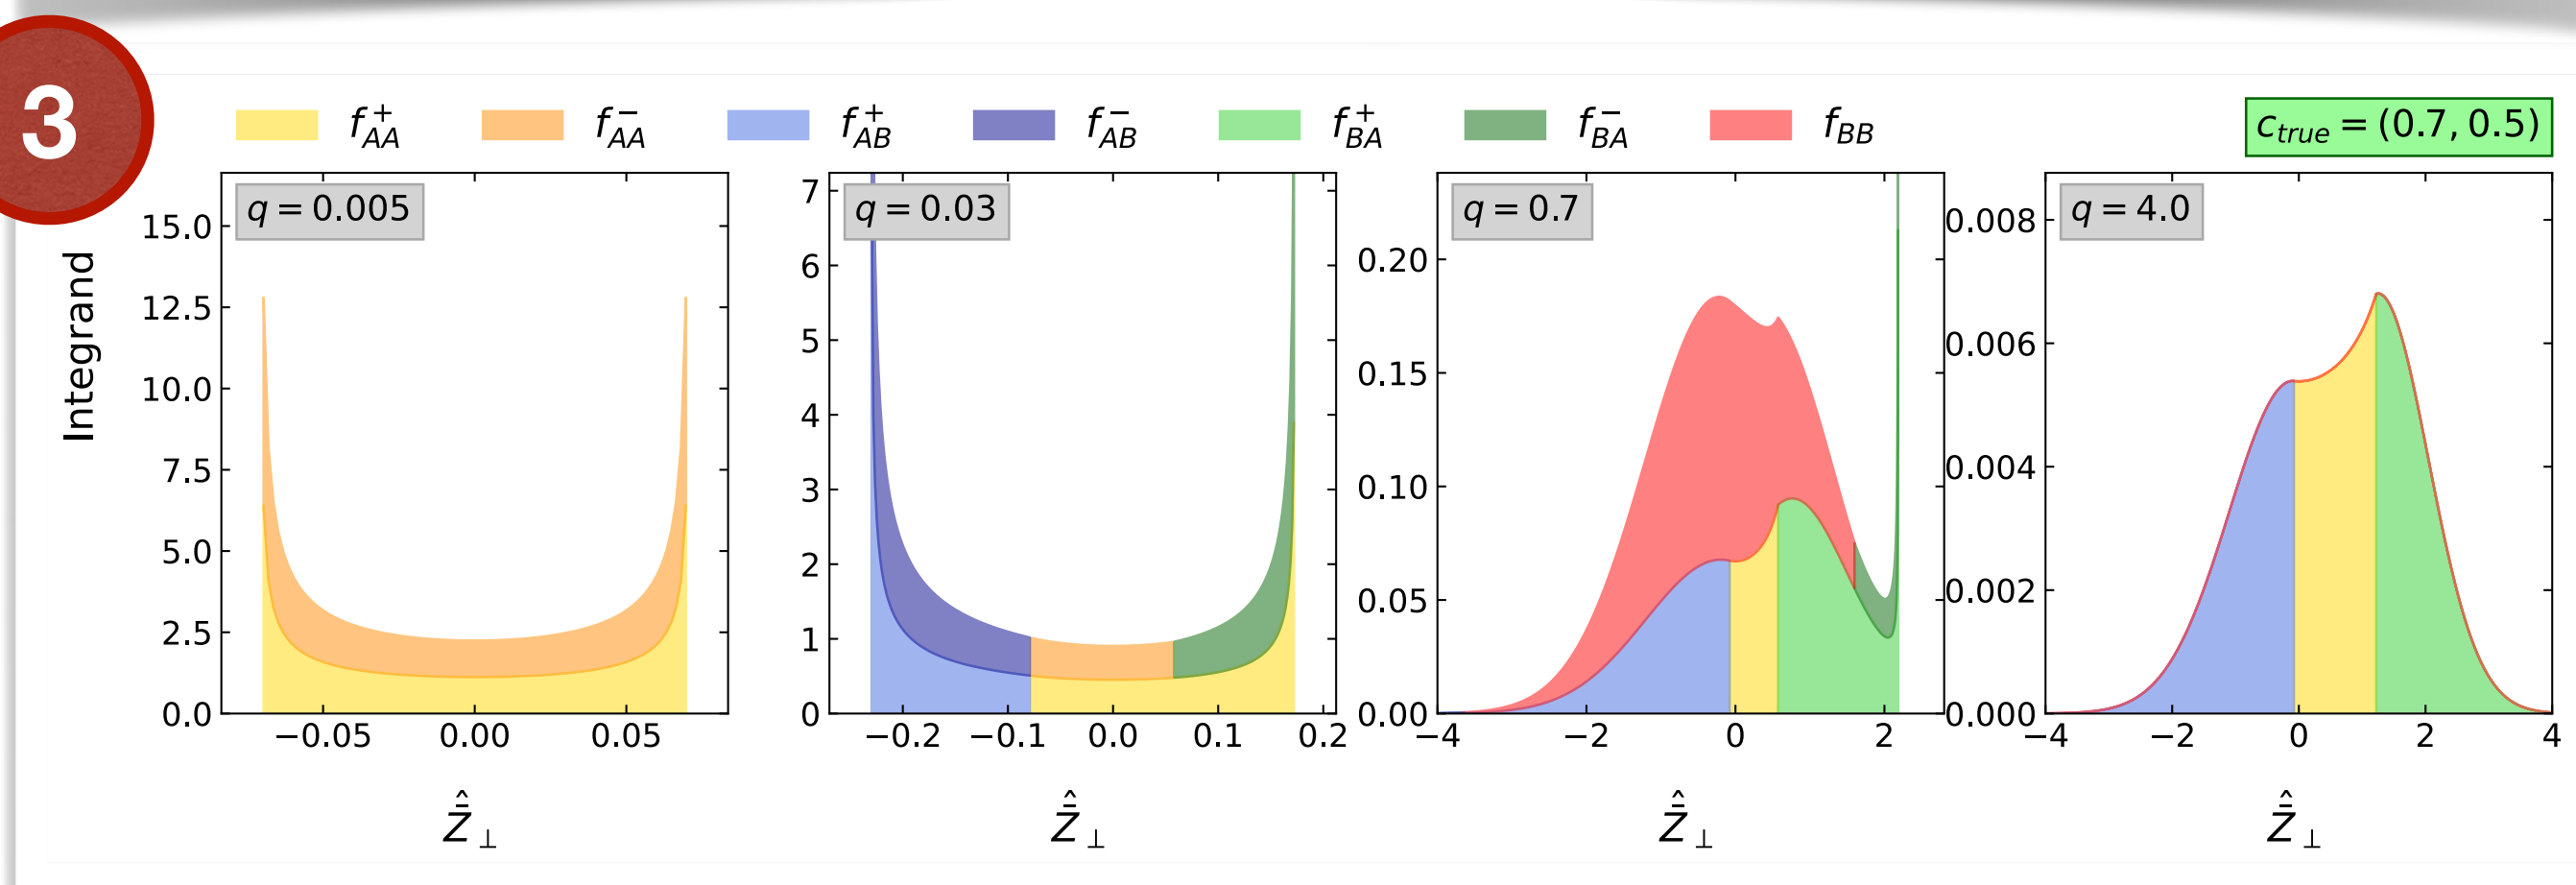 3
f⁺_AA f⁻_AA f⁺_AB f⁻_AB f⁺_BA f⁻_BA f_BB
c_true = (0.7, 0.5)
Integrand
q = 0.005
15.0
12.5
10.0
7.5
5.0
2.5
0.0
−0.05 0.00 0.05
Ẑ̄_⊥
q = 0.03
7
6
5
4
3
2
1
0
−0.2 −0.1 0.0 0.1 0.2
Ẑ̄_⊥
q = 0.7
0.20
0.15
0.10
0.05
0.00
−4 −2 0 2
Ẑ̄_⊥
q = 4.0
0.008
0.006
0.004
0.002
0.000
−4 −2 0 2 4
Ẑ̄_⊥